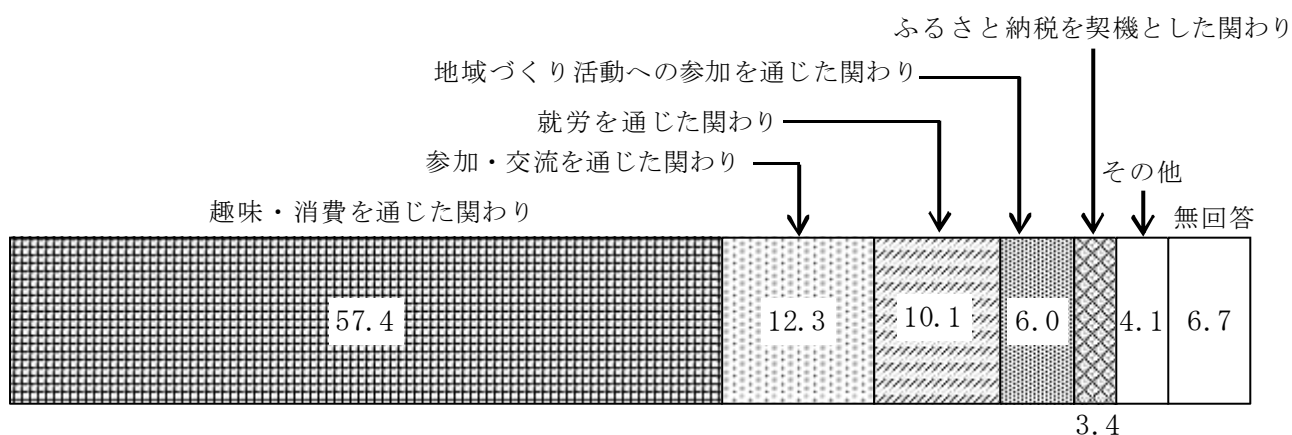 ふるさと納税を契機とした関わり
地域づくり活動への参加を通じた関わり
就労を通じた関わり
参加・交流を通じた関わり
その他
趣味・消費を通じた関わり
無回答
57.4
12.3
10.1
6.0
4.1
6.7
3.4